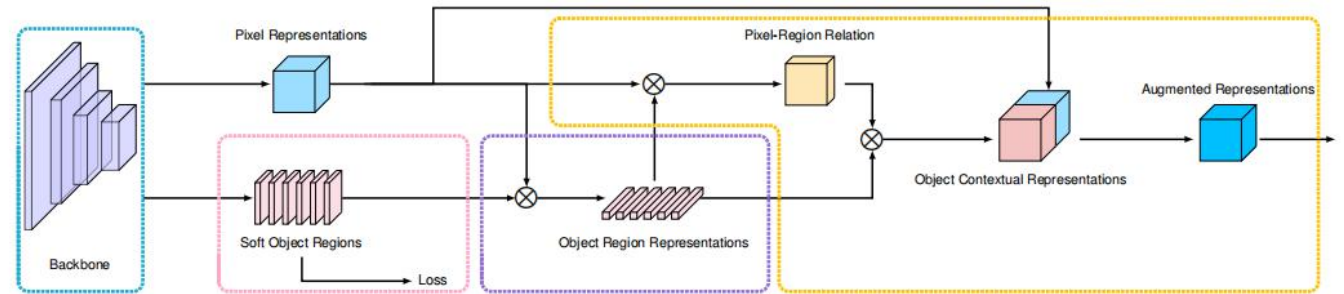 Pixel Representations
Pixel-Region Relation
Augmented Representations
Object Contextual Representations
Soft Object Regions
Object Region Representations
Backbone
Loss